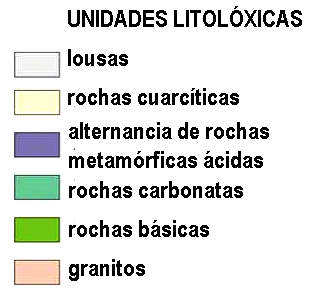 UNIDADES LITOLÓXICAS
lousas
rochas cuarcíticas
alternancia de rochas
metamórficas ácidas
rochas carbonatas
rochas básicas
granitos